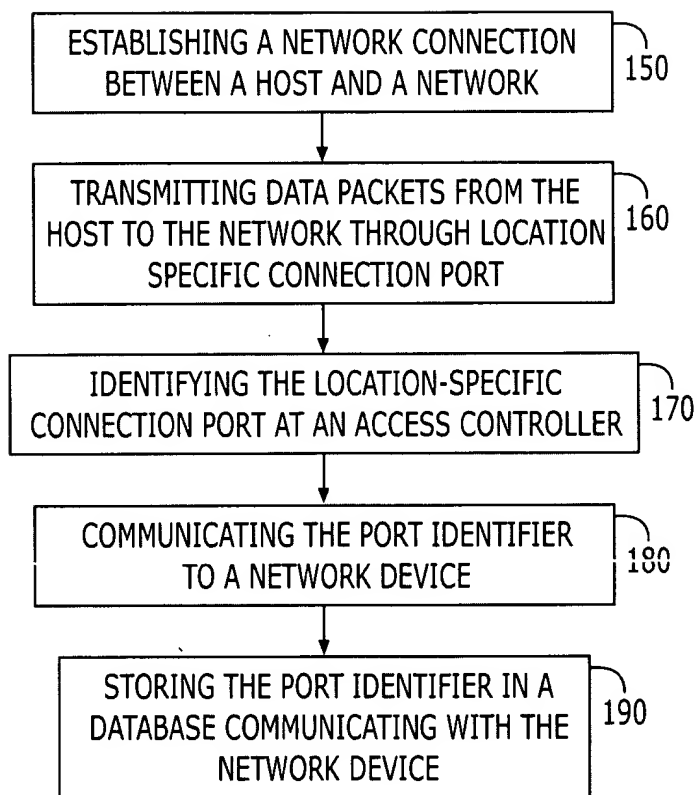 ESTABLISHING A NETWORK CONNECTION
BETWEEN A HOST AND A NETWORK
150
TRANSMITTING DATA PACKETS FROM THE
HOST TO THE NETWORK THROUGH LOCATION
SPECIFIC CONNECTION PORT
160
IDENTIFYING THE LOCATION-SPECIFIC
CONNECTION PORT AT AN ACCESS CONTROLLER
170
COMMUNICATING THE PORT IDENTIFIER
TO A NETWORK DEVICE
180
STORING THE PORT IDENTIFIER IN A
DATABASE COMMUNICATING WITH THE
NETWORK DEVICE
190